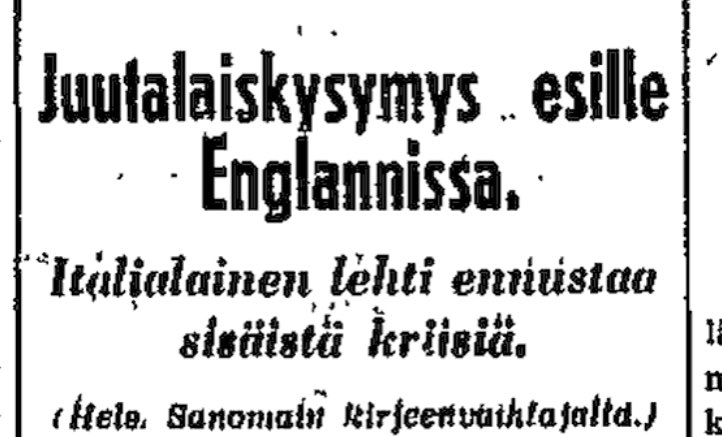 Juutalaiskysymys esille
Englannissa.
Italialainen lehti ennustaa
sisäistä kriisiä.
(Hels. Sanomain kirjeenvaihtajalta.)